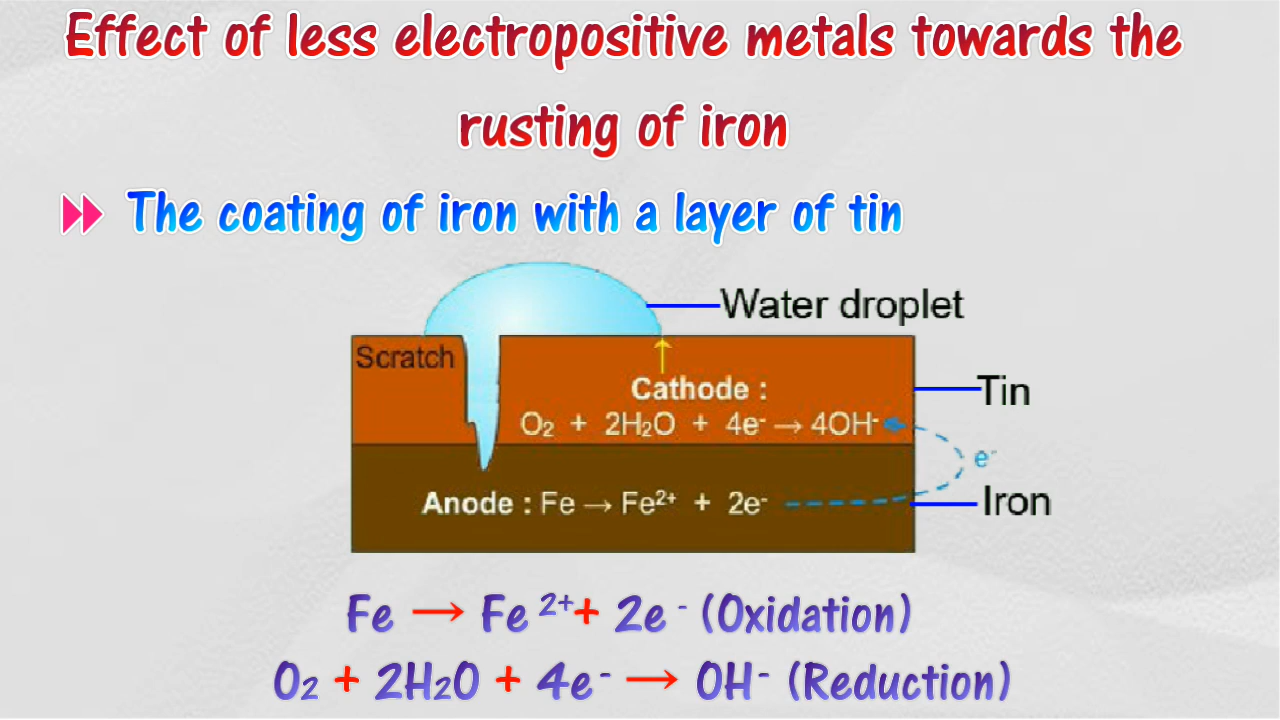 Effect of less electropositive metals towards the
rusting of iron
The coating of iron with a layer of tin
Water droplet
Scratch
Cathode :
Tin
O₂ + 2H₂O + 4e⁻ → 4OH⁻
e⁻
Anode : Fe → Fe²⁺ + 2e⁻
Iron
Fe → Fe ²⁺+ 2e ⁻ (Oxidation)
O₂ + 2H₂O + 4e⁻ → OH⁻ (Reduction)